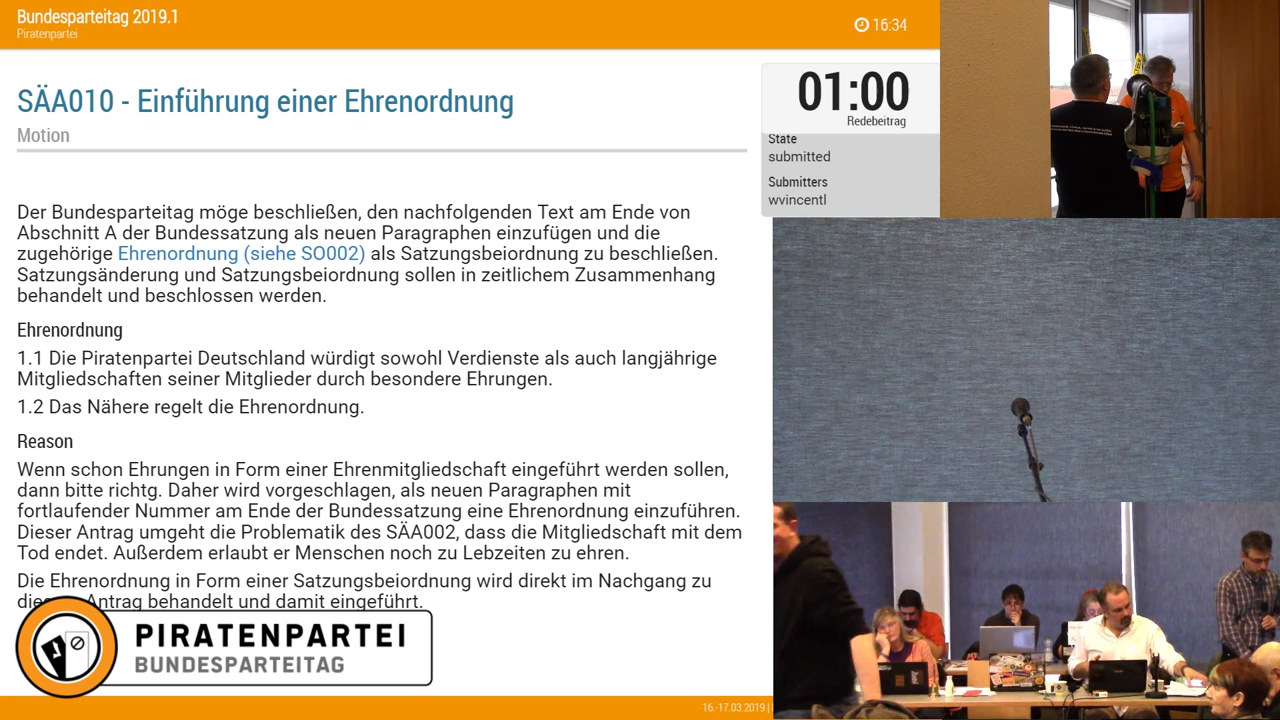 Bundesparteitag 2019.1
Piratenpartei
16:34
SÄA010 - Einführung einer Ehrenordnung
Motion
01:00
Redebeitrag
State
submitted
Submitters
wvincentl
Der Bundesparteitag möge beschließen, den nachfolgenden Text am Ende von
Abschnitt A der Bundessatzung als neuen Paragraphen einzufügen und die
zugehörige Ehrenordnung (siehe SO002) als Satzungsbeiordnung zu beschließen.
Satzungsänderung und Satzungsbeiordnung sollen in zeitlichem Zusammenhang
behandelt und beschlossen werden.
Ehrenordnung
1.1 Die Piratenpartei Deutschland würdigt sowohl Verdienste als auch langjährige
Mitgliedschaften seiner Mitglieder durch besondere Ehrungen.
1.2 Das Nähere regelt die Ehrenordnung.
Reason
Wenn schon Ehrungen in Form einer Ehrenmitgliedschaft eingeführt werden sollen,
dann bitte richtg. Daher wird vorgeschlagen, als neuen Paragraphen mit
fortlaufender Nummer am Ende der Bundessatzung eine Ehrenordnung einzuführen.
Dieser Antrag umgeht die Problematik des SÄA002, dass die Mitgliedschaft mit dem
Tod endet. Außerdem erlaubt er Menschen noch zu Lebzeiten zu ehren.
Die Ehrenordnung in Form einer Satzungsbeiordnung wird direkt im Nachgang zu
Antrag behandelt und damit eingeführt.
PIRATENPARTEI
BUNDESPARTEITAG
16.-17.03.2019 |